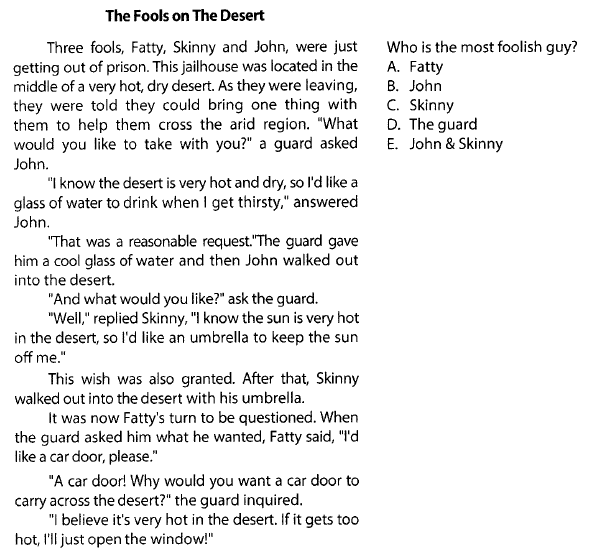 The Fools on The Desert
Three fools, Fatty, Skinny and John, were just
getting out of prison. This jailhouse was located in the
middle of a very hot, dry desert. As they were leaving,
they were told they could bring one thing with
them to help them cross the arid region. "What
would you like to take with you?" a guard asked
John.
"I know the desert is very hot and dry, so I'd like a
glass of water to drink when I get thirsty," answered
John.
"That was a reasonable request."The guard gave
him a cool glass of water and then John walked out
into the desert.
"And what would you like?" ask the guard.
"Well," replied Skinny, "I know the sun is very hot
in the desert, so I'd like an umbrella to keep the sun
off me."
This wish was also granted. After that, Skinny
walked out into the desert with his umbrella.
It was now Fatty's turn to be questioned. When
the guard asked him what he wanted, Fatty said, "I'd
like a car door, please."
"A car door! Why would you want a car door to
carry across the desert?" the guard inquired.
"I believe it's very hot in the desert. If it gets too
hot, I'll just open the window!"
Who is the most foolish guy?
A. Fatty
B. John
C. Skinny
D. The guard
E. John & Skinny